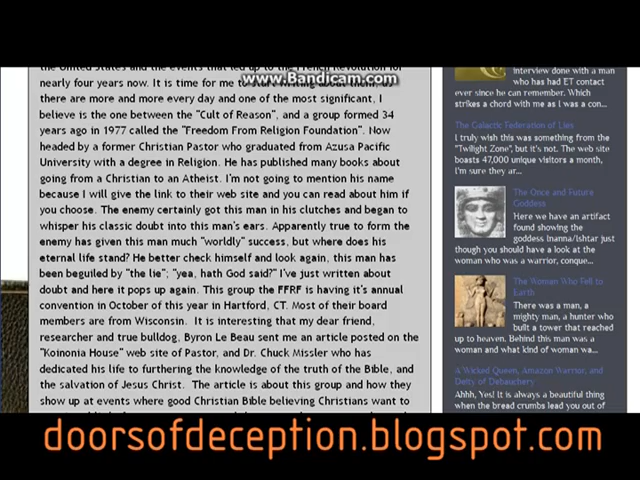 the United States and the events that led up to the French Revolution for
nearly four years now. It is time for me to start writing about them, as
there are more and more every day and one of the most significant, I
believe is the one between the "Cult of Reason", and a group formed 34
years ago in 1977 called the "Freedom From Religion Foundation". Now
headed by a former Christian Pastor who graduated from Azusa Pacific
University with a degree in Religion. He has published many books about
going from a Christian to an Atheist. I'm not going to mention his name
because I will give the link to their web site and you can read about him if
you choose. The enemy certainly got this man in his clutches and began to
whisper his classic doubt into this man's ears. Apparently true to form the
enemy has given this man much "worldly" success, but where does his
eternal life stand? He better check himself and look again, this man has
been beguiled by "the lie"; "yea, hath God said?" I've just written about
doubt and here it pops up again. This group the FFRF is having it's annual
convention in October of this year in Hartford, CT. Most of their board
members are from Wisconsin. It is interesting that my dear friend,
researcher and true bulldog, Byron Le Beau sent me an article posted on the
"Koinonia House" web site of Pastor, and Dr. Chuck Missler who has
dedicated his life to furthering the knowledge of the truth of the Bible, and
the salvation of Jesus Christ. The article is about this group and how they
show up at events where good Christian Bible believing Christians want to
www.Bandicam.com
interview done with a man
who has had ET contact
ever since he can remember. Which
strikes a chord with me as I was a con...
The Galactic Federation of Lies
I truly wish this was something from the
"Twilight Zone", but it's not. The web site
boasts 47,000 unique visitors a month,
I'm sure they ar...
The Once and Future
Goddess
Here we have an artifact
found showing the
goddess Inanna/Ishtar just
though you should have a look at the
woman who was a warrior, conque...
The Woman Who Fell to
Earth
There was a man, a
mighty man, a hunter who
built a tower that reached
up to heaven. Behind this man was a
woman and what kind of woman wa...
A Wicked Queen, Amazon Warrior, and
Deity of Debauchery
Ahhh, Yes! It is always a beautiful thing
when the bread crumbs lead you out of
doorsofdeception.blogspot.com